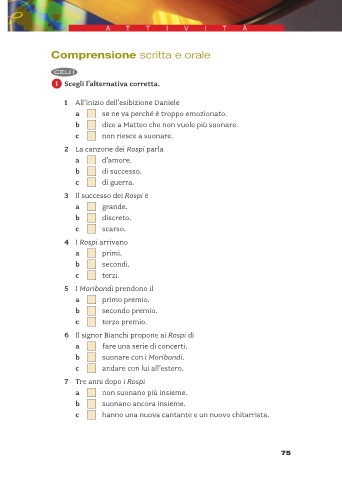 ATTIVITÀ
Comprensione scritta e orale
CELI 1
1 Scegli l'alternativa corretta.
1 All'inizio dell'esibizione Daniele
a se ne va perché è troppo emozionato.
b dice a Matteo che non vuole più suonare.
c non riesce a suonare.
2 La canzone dei Rospi parla
a d'amore.
b di successo.
c di guerra.
3 Il successo dei Rospi è
a grande.
b discreto.
c scarso.
4 I Rospi arrivano
a primi.
b secondi.
c terzi.
5 I Moribondi prendono il
a primo premio.
b secondo premio.
c terzo premio.
6 Il signor Bianchi propone ai Rospi di
a fare una serie di concerti.
b suonare con i Moribondi.
c andare con lui all'estero.
7 Tre anni dopo i Rospi
a non suonano più insieme.
b suonano ancora insieme.
c hanno una nuova cantante e un nuovo chitarrista.
75